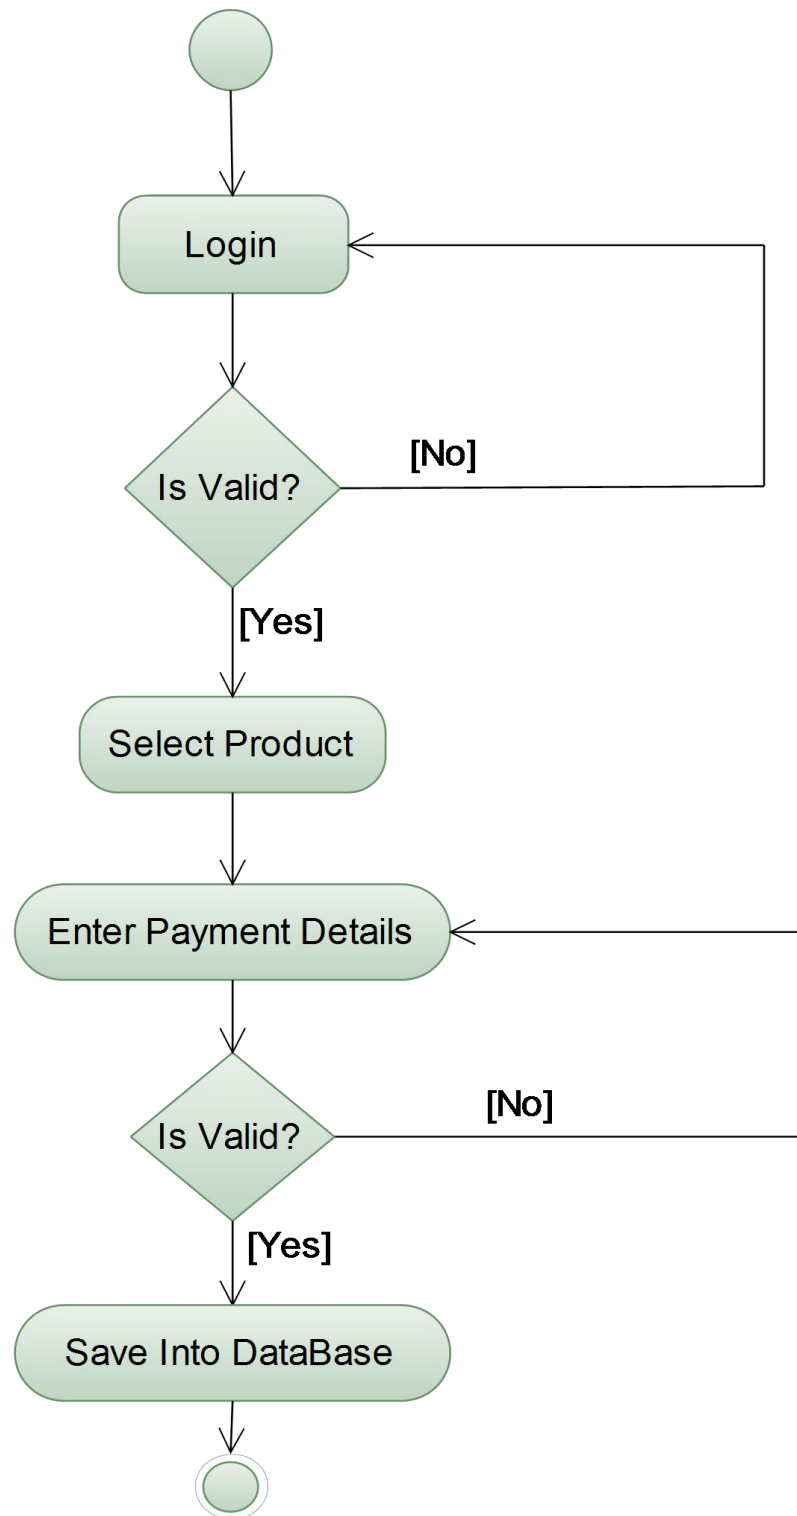 Login
Is Valid?
[No]
[Yes]
Select Product
Enter Payment Details
Is Valid?
[No]
[Yes]
Save Into DataBase